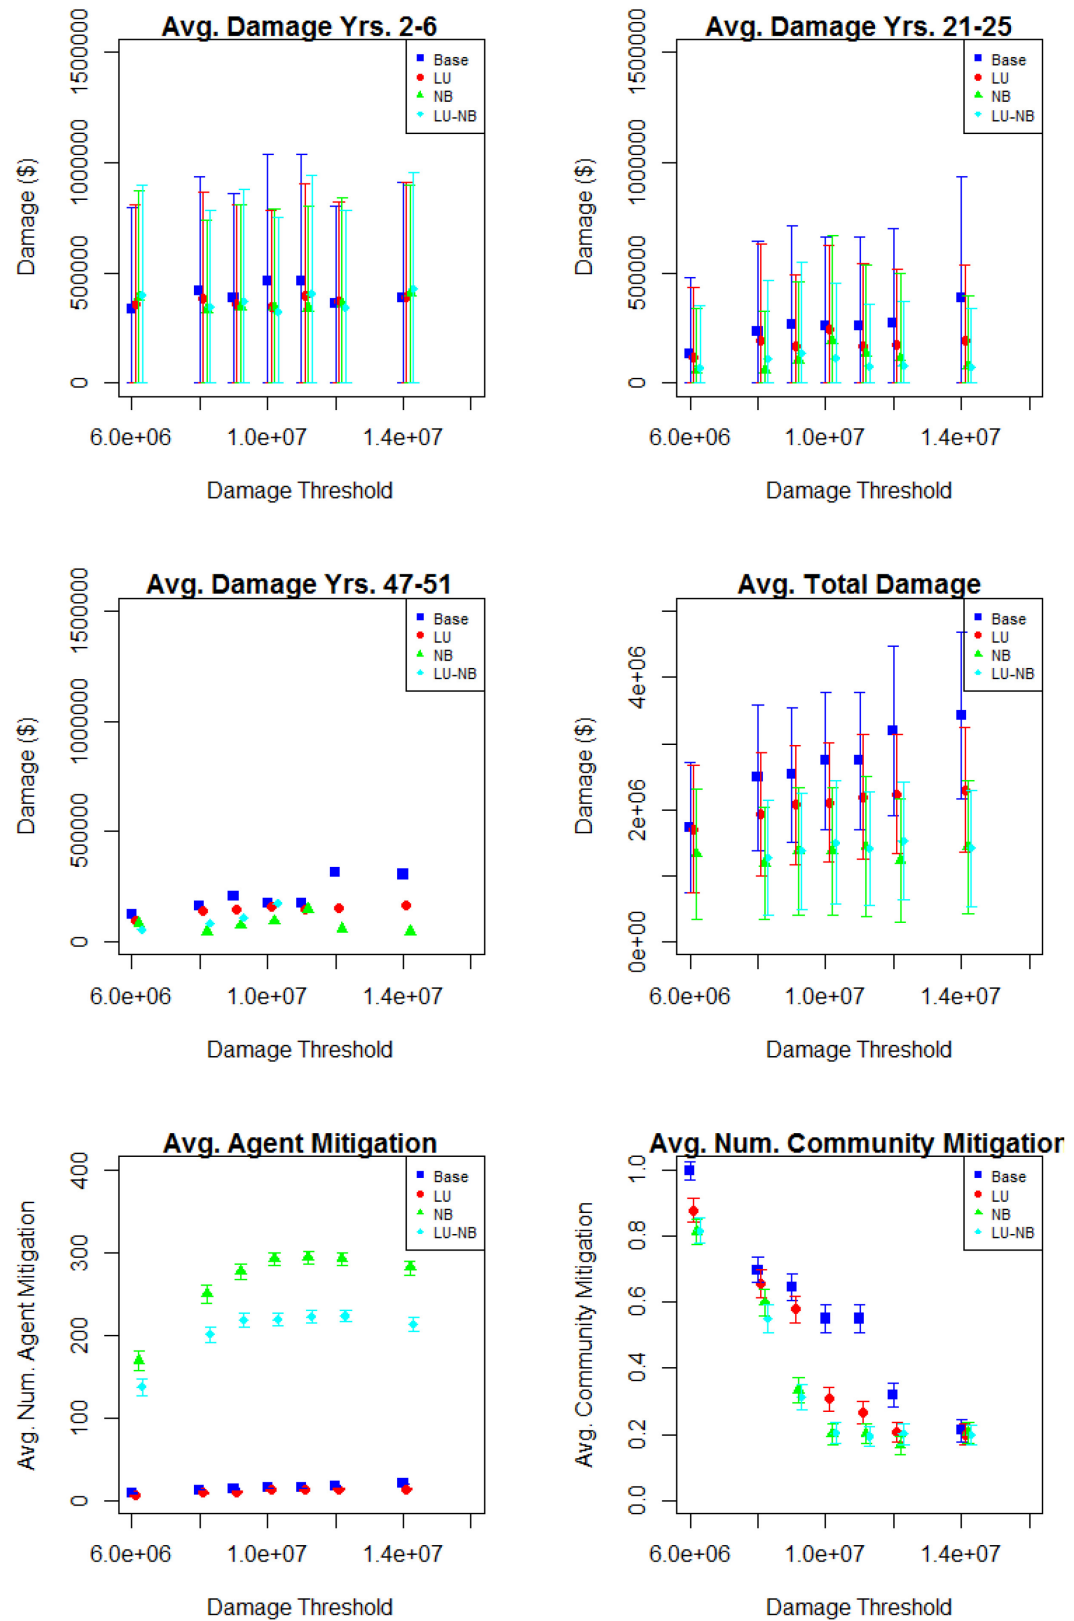 Avg. Damage Yrs. 2-6
Damage ($)
1500000
1000000
500000
0
Base
LU
NB
LU-NB
6.0e+06 1.0e+07 1.4e+07
Damage Threshold
Avg. Damage Yrs. 21-25
Damage ($)
1500000
1000000
500000
0
Base
LU
NB
LU-NB
6.0e+06 1.0e+07 1.4e+07
Damage Threshold
Avg. Damage Yrs. 47-51
Damage ($)
1500000
1000000
500000
0
Base
LU
NB
LU-NB
6.0e+06 1.0e+07 1.4e+07
Damage Threshold
Avg. Total Damage
Damage ($)
4e+06
2e+06
0e+00
Base
LU
NB
LU-NB
6.0e+06 1.0e+07 1.4e+07
Damage Threshold
Avg. Agent Mitigation
Avg. Num. Agent Mitigation
400
300
200
100
0
Base
LU
NB
LU-NB
6.0e+06 1.0e+07 1.4e+07
Damage Threshold
Avg. Num. Community Mitigation
Avg. Community Mitigation
1.0
0.8
0.6
0.4
0.2
0.0
Base
LU
NB
LU-NB
6.0e+06 1.0e+07 1.4e+07
Damage Threshold